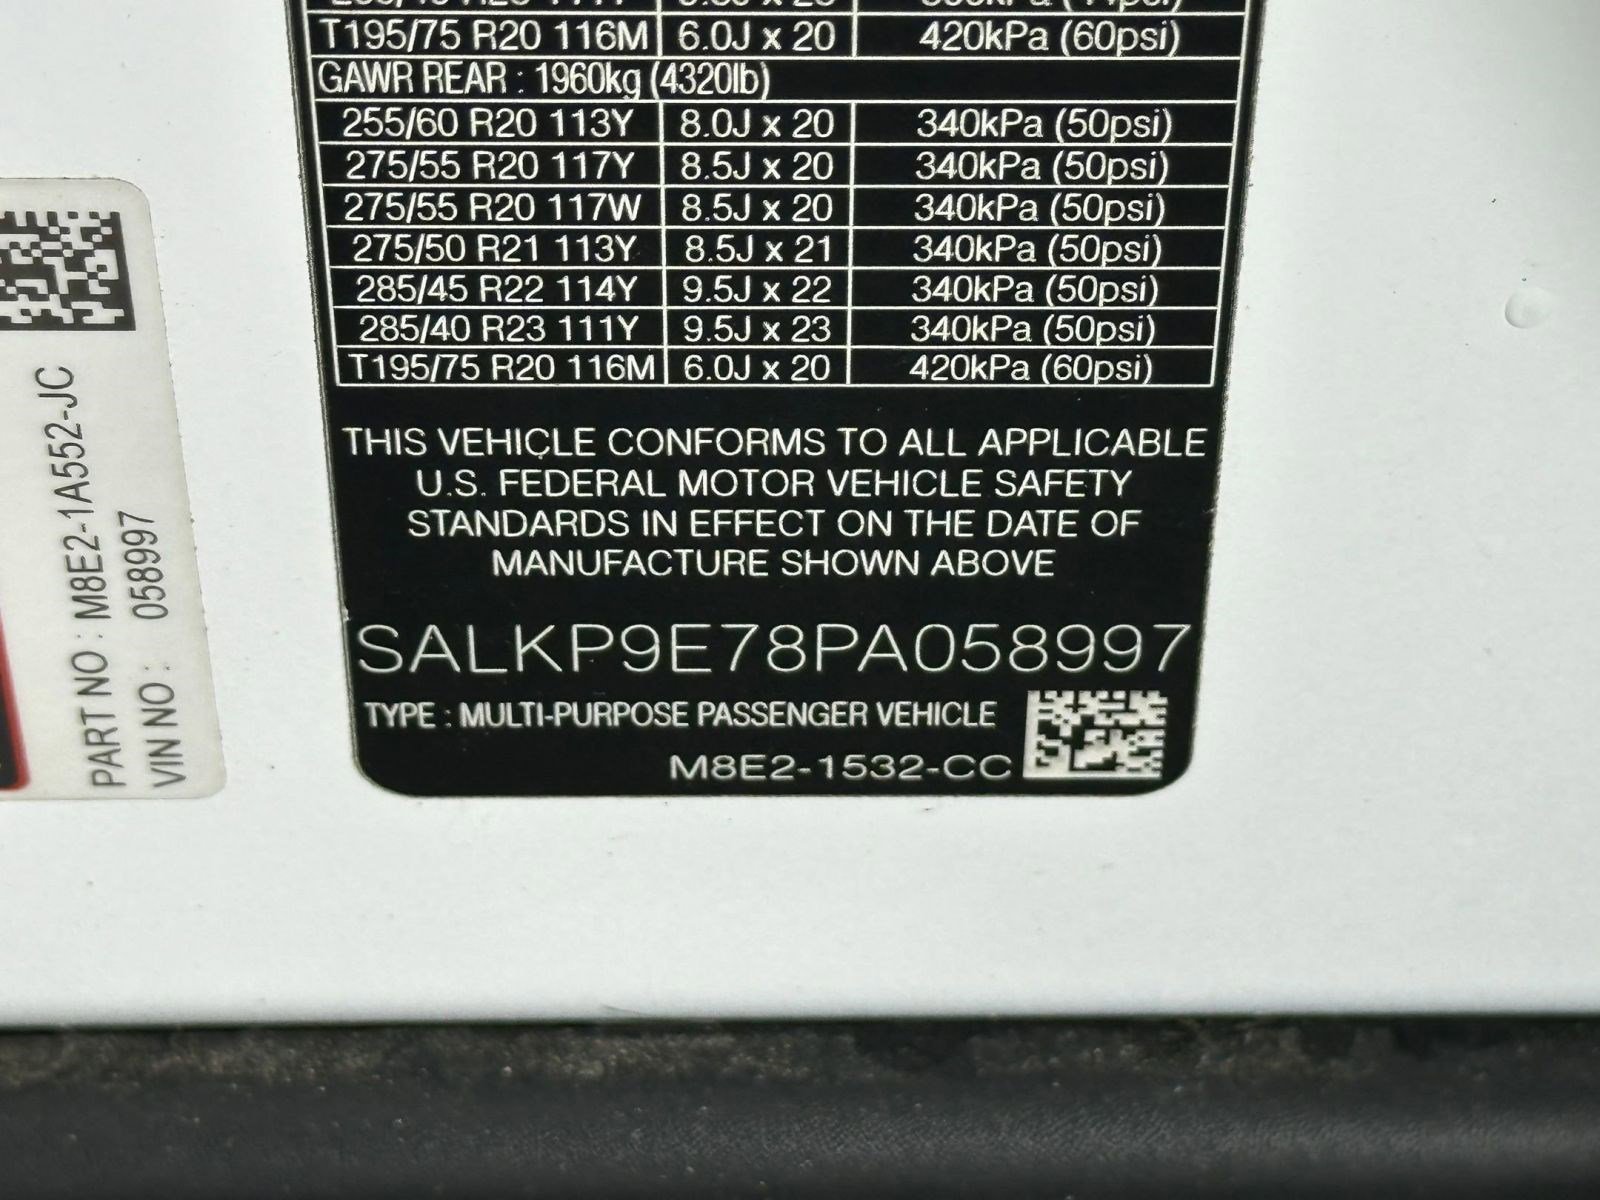 T195/75 R20 116M 6.0J x 20 420kPa (60psi)
GAWR REAR : 1960kg (4320lb)
255/60 R20 113Y 8.0J x 20 340kPa (50psi)
275/55 R20 117Y 8.5J x 20 340kPa (50psi)
275/55 R20 117W 8.5J x 20 340kPa (50psi)
275/50 R21 113Y 8.5J x 21 340kPa (50psi)
285/45 R22 114Y 9.5J x 22 340kPa (50psi)
285/40 R23 111Y 9.5J x 23 340kPa (50psi)
T195/75 R20 116M 6.0J x 20 420kPa (60psi)
THIS VEHICLE CONFORMS TO ALL APPLICABLE
U.S. FEDERAL MOTOR VEHICLE SAFETY
STANDARDS IN EFFECT ON THE DATE OF
MANUFACTURE SHOWN ABOVE
SALKP9E78PA058997
TYPE : MULTI-PURPOSE PASSENGER VEHICLE
M8E2-1532-CC
PART NO : M8E2-1A552-JC
VIN NO : 058997